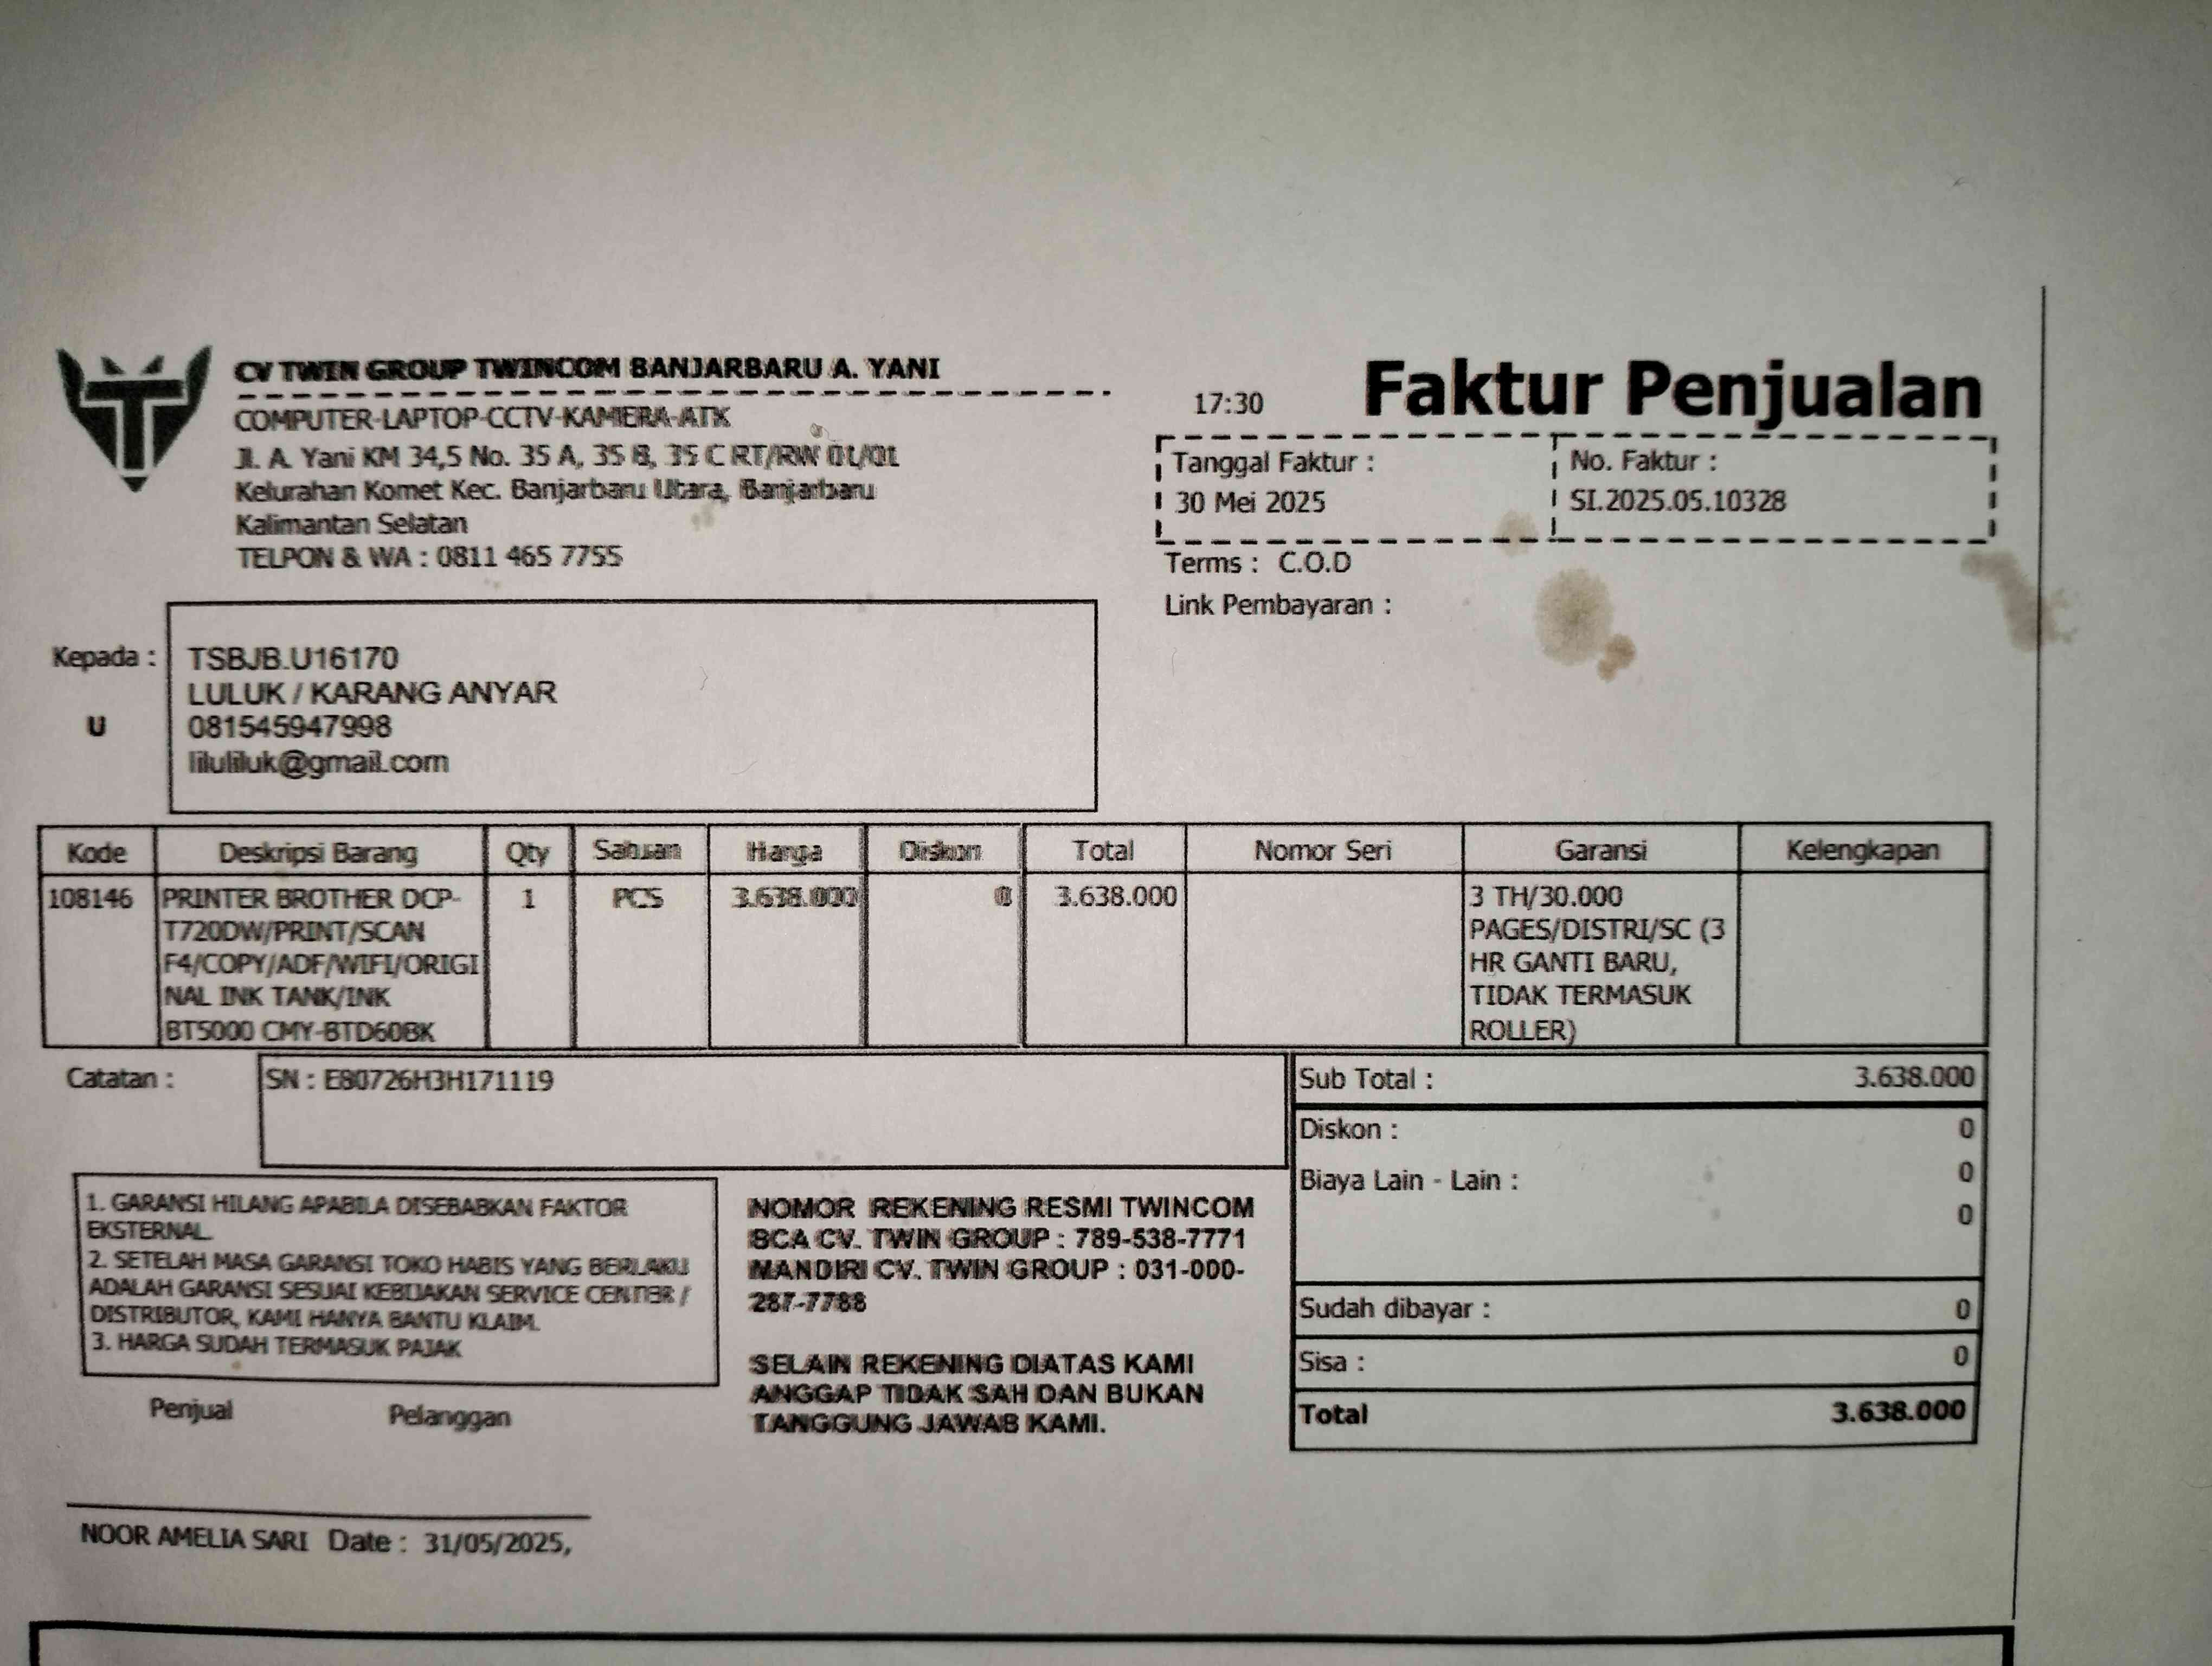 CV TWIN GROUP TWINCOM BANJARBARU A. YANI
COMPUTER-LAPTOP-CCTV-KAMERA-ATK
Jl. A. Yani KM 34,5 No. 35 A, 35 B, 35 C RT/RW 01/01
Kelurahan Komet Kec. Banjarbaru Utara, Banjarbaru
Kalimantan Selatan
TELPON & WA : 0811 465 7755
17:30
Faktur Penjualan
Tanggal Faktur :
30 Mei 2025
No. Faktur :
SI.2025.05.10328
Terms : C.O.D
Link Pembayaran :
Kepada :
U
TSBJB.U16170
LULUK / KARANG ANYAR
081545947998
liluliluk@gmail.com
Kode Deskripsi Barang Qty Satuan Harga Diskon Total Nomor Seri Garansi Kelengkapan
108146 PRINTER BROTHER DCP- 1 PCS 3.638.000 0 3.638.000 3 TH/30.000
T720DW/PRINT/SCAN PAGES/DISTRI/SC (3
F4/COPY/ADF/WIFI/ORIGI HR GANTI BARU,
NAL INK TANK/INK TIDAK TERMASUK
BT5000 CMY-BTD60BK ROLLER)
Catatan :
SN : E80726H3H171119
Sub Total : 3.638.000
Diskon : 0
Biaya Lain - Lain : 0
0
Sudah dibayar : 0
Sisa : 0
Total 3.638.000
1. GARANSI HILANG APABILA DISEBABKAN FAKTOR
EKSTERNAL.
2. SETELAH MASA GARANSI TOKO HABIS YANG BERLAKU
ADALAH GARANSI SESUAI KEBIJAKAN SERVICE CENTER /
DISTRIBUTOR, KAMI HANYA BANTU KLAIM.
3. HARGA SUDAH TERMASUK PAJAK
NOMOR REKENING RESMI TWINCOM
BCA CV. TWIN GROUP : 789-538-7771
MANDIRI CV. TWIN GROUP : 031-000-
287-7788
SELAIN REKENING DIATAS KAMI
ANGGAP TIDAK SAH DAN BUKAN
TANGGUNG JAWAB KAMI.
Penjual Pelanggan
NOOR AMELIA SARI Date : 31/05/2025,